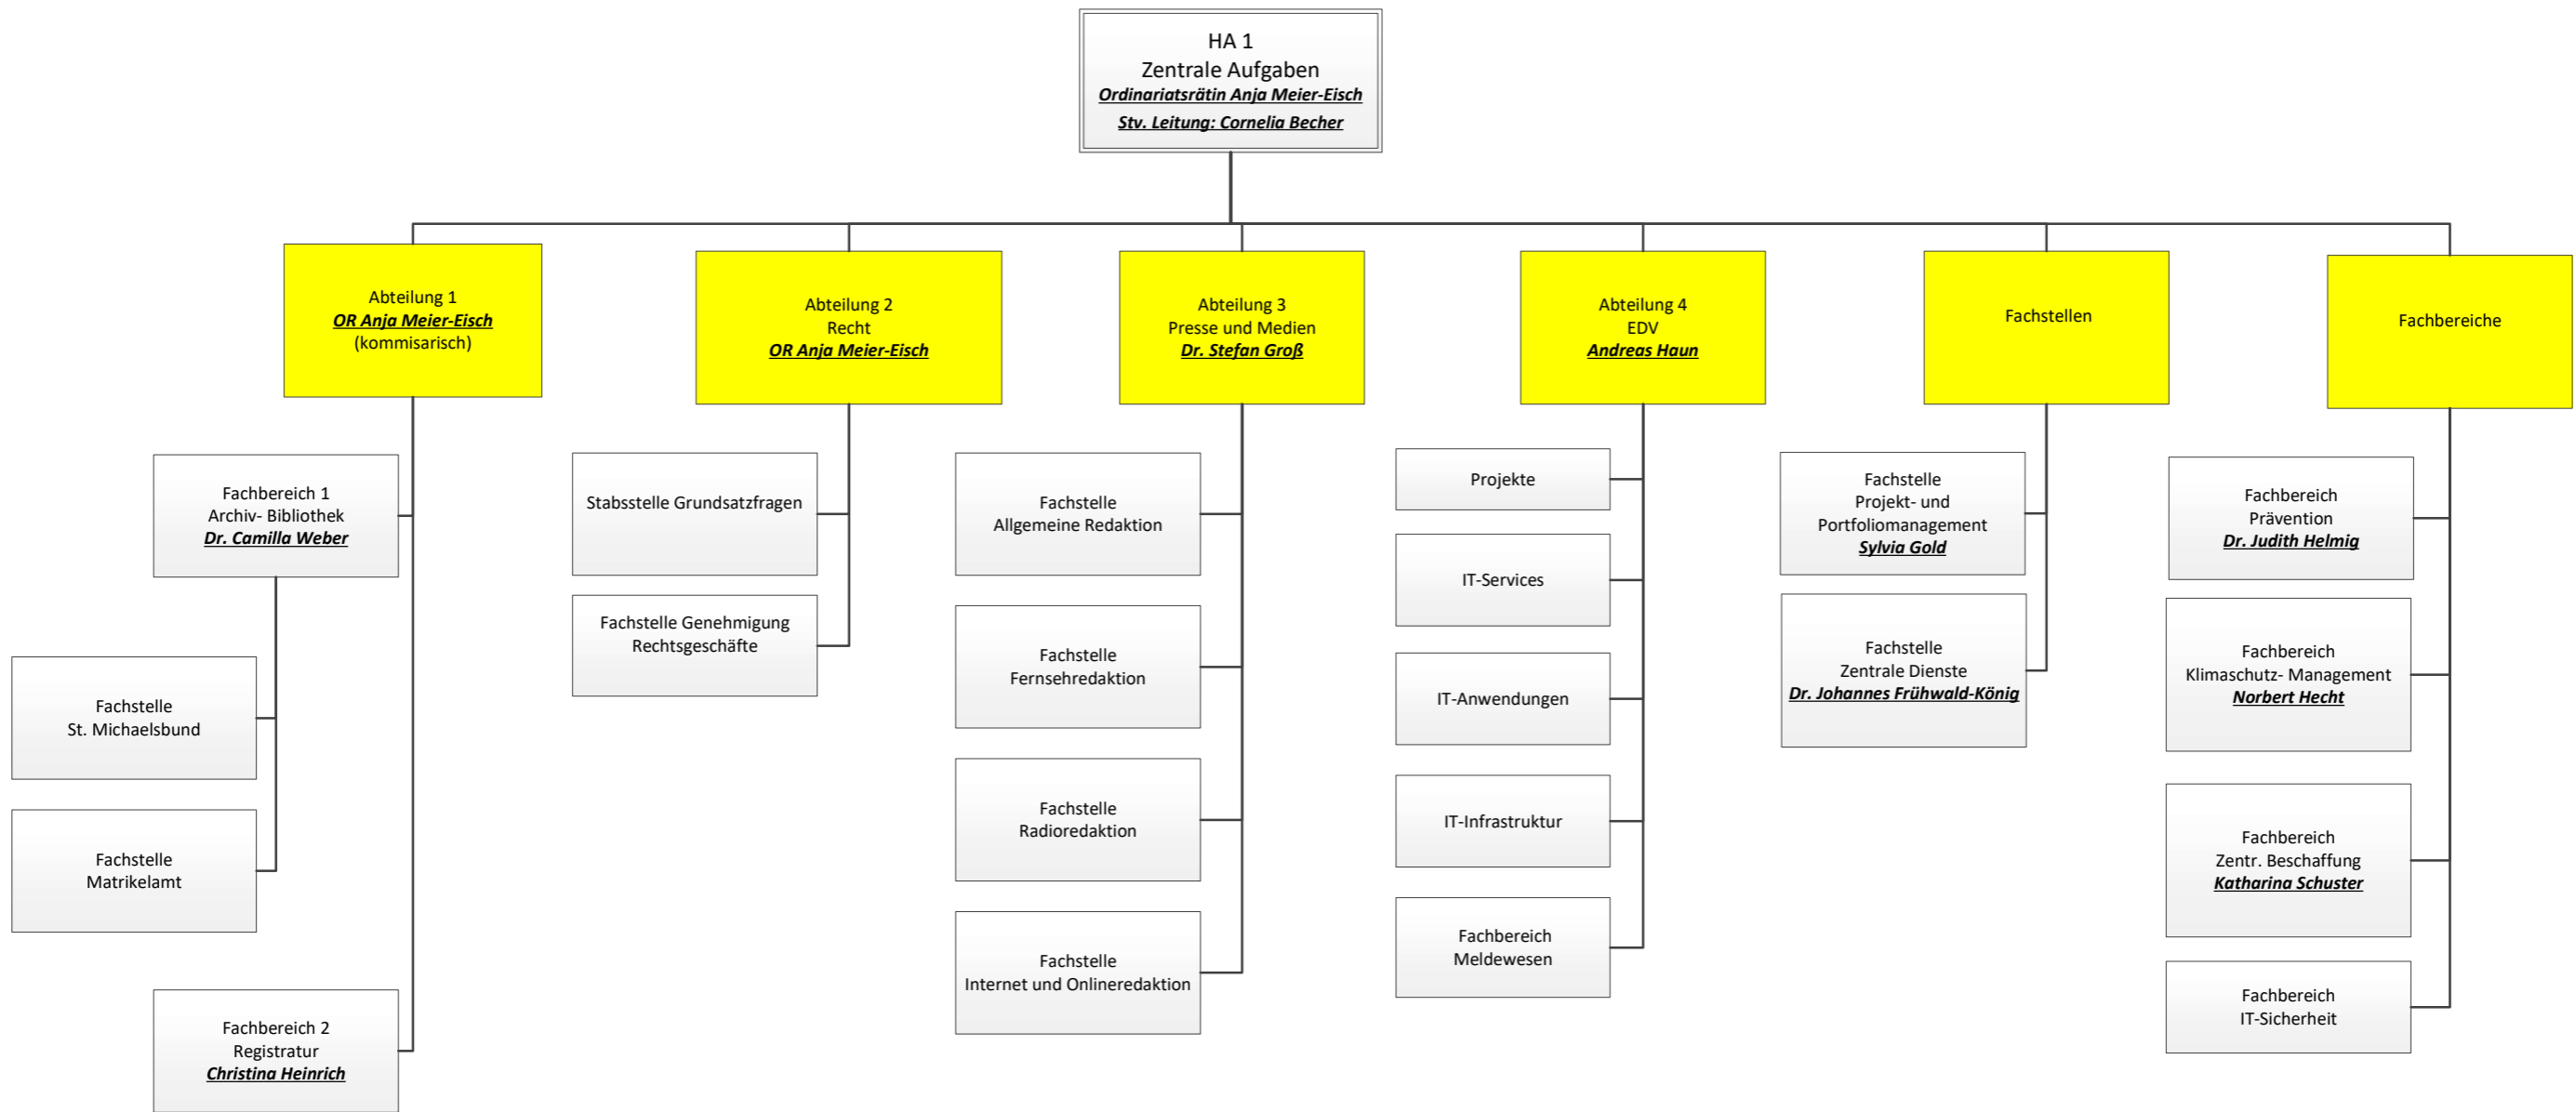 HA 1
Zentrale Aufgaben
Ordinariatsrätin Anja Meier-Eisch
Stv. Leitung: Cornelia Becher
Abteilung 1
OR Anja Meier-Eisch
(kommisarisch)
Fachbereich 1
Archiv- Bibliothek
Dr. Camilla Weber
Fachstelle
St. Michaelsbund
Fachstelle
Matrikelamt
Fachbereich 2
Registratur
Christina Heinrich
Abteilung 2
Recht
OR Anja Meier-Eisch
Stabsstelle Grundsatzfragen
Fachstelle Genehmigung
Rechtsgeschäfte
Abteilung 3
Presse und Medien
Dr. Stefan Groß
Fachstelle
Allgemeine Redaktion
Fachstelle
Fernsehredaktion
Fachstelle
Radioredaktion
Fachstelle
Internet und Onlineredaktion
Abteilung 4
EDV
Andreas Haun
Projekte
IT-Services
IT-Anwendungen
IT-Infrastruktur
Fachbereich
Meldewesen
Fachstellen
Fachstelle
Projekt- und
Portfoliomanagement
Sylvia Gold
Fachstelle
Zentrale Dienste
Dr. Johannes Frühwald-König
Fachbereiche
Fachbereich
Prävention
Dr. Judith Helmig
Fachbereich
Klimaschutz- Management
Norbert Hecht
Fachbereich
Zentr. Beschaffung
Katharina Schuster
Fachbereich
IT-Sicherheit